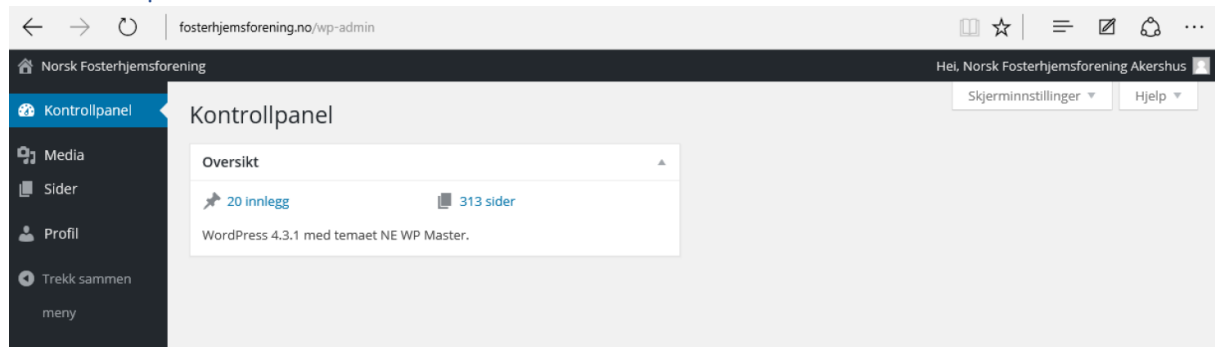 fosterhjemsforening.no/wp-admin
Norsk Fosterhjemsforening
Hei, Norsk Fosterhjemsforening Akershus
Skjerminnstillinger
Hjelp
Kontrollpanel
Media
Sider
Profil
Trekk sammen
meny
Kontrollpanel
Oversikt
20 innlegg
313 sider
WordPress 4.3.1 med temaet NE WP Master.